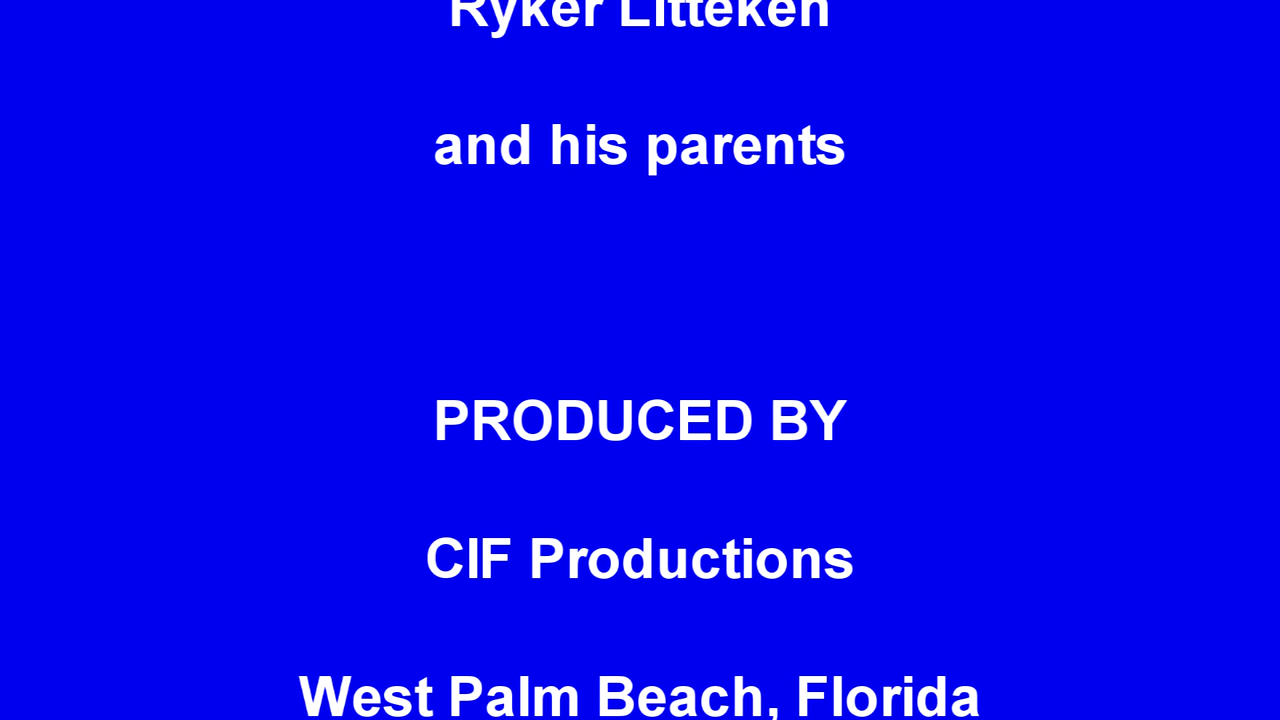 Ryker Litteken
and his parents
PRODUCED BY
CIF Productions
West Palm Beach, Florida